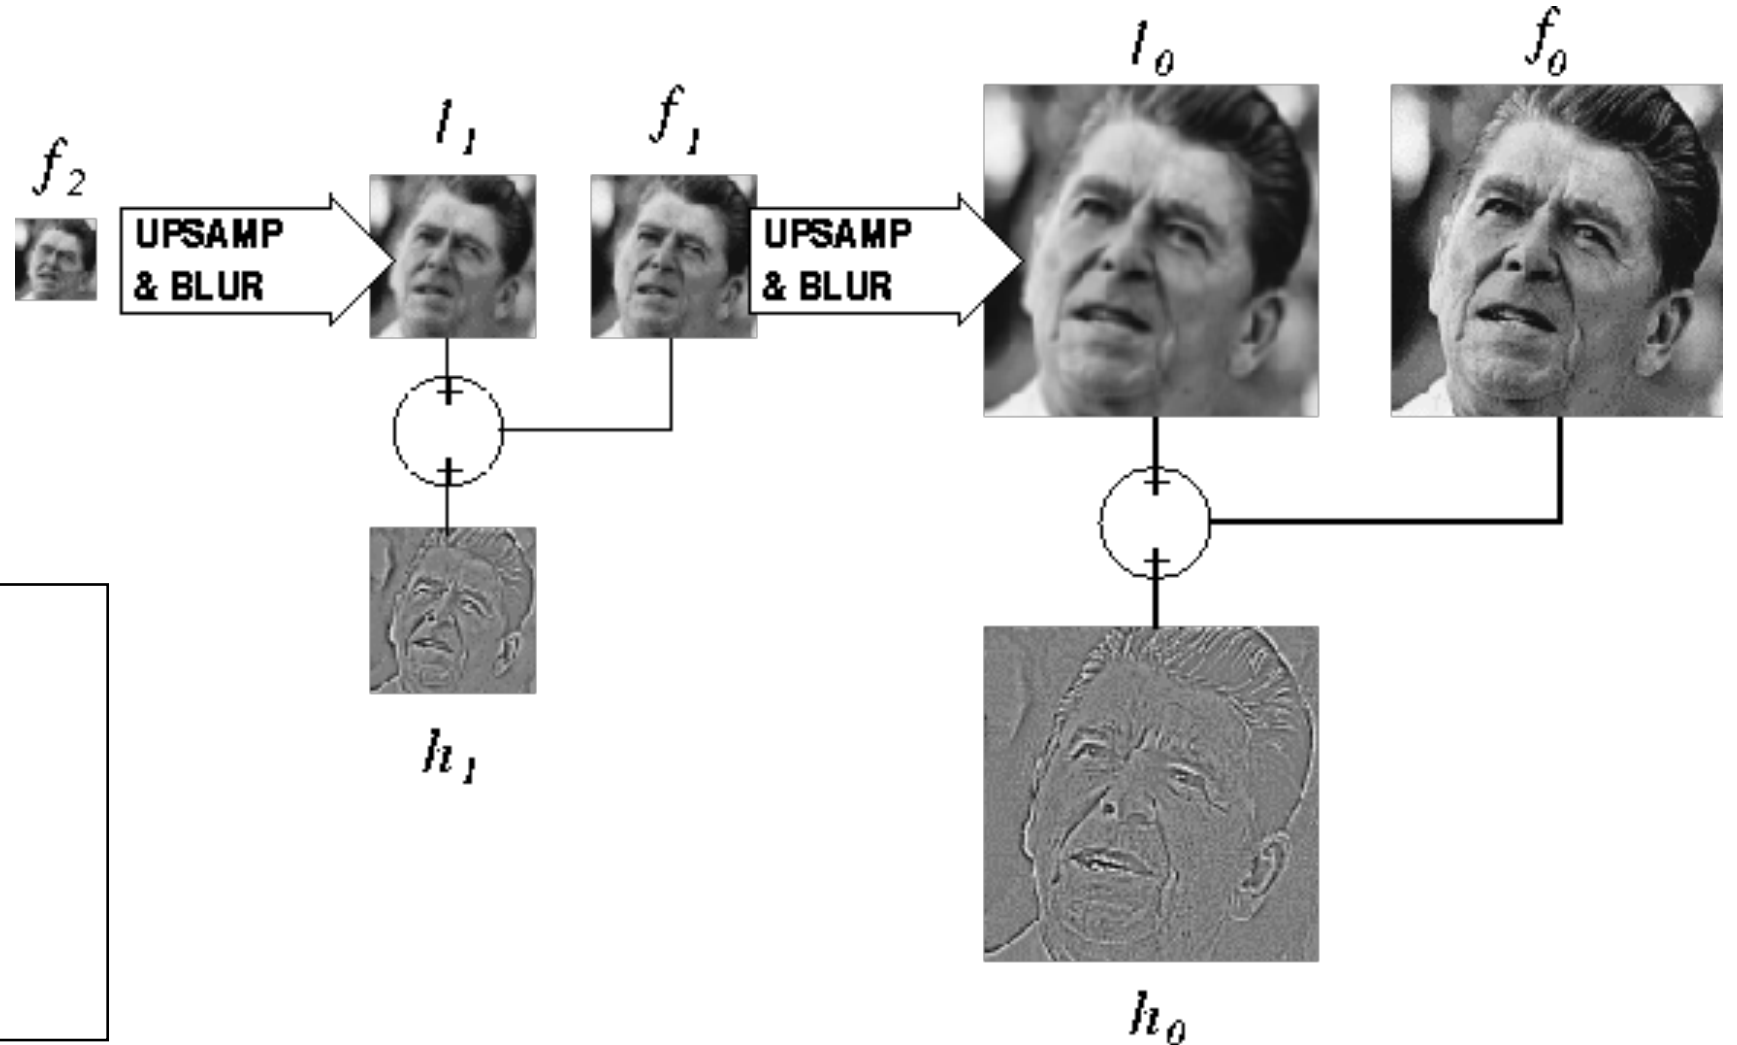 f2
l1
f1
l0
f0
UPSAMP
& BLUR
UPSAMP
& BLUR
+
+
+
+
h1
h0